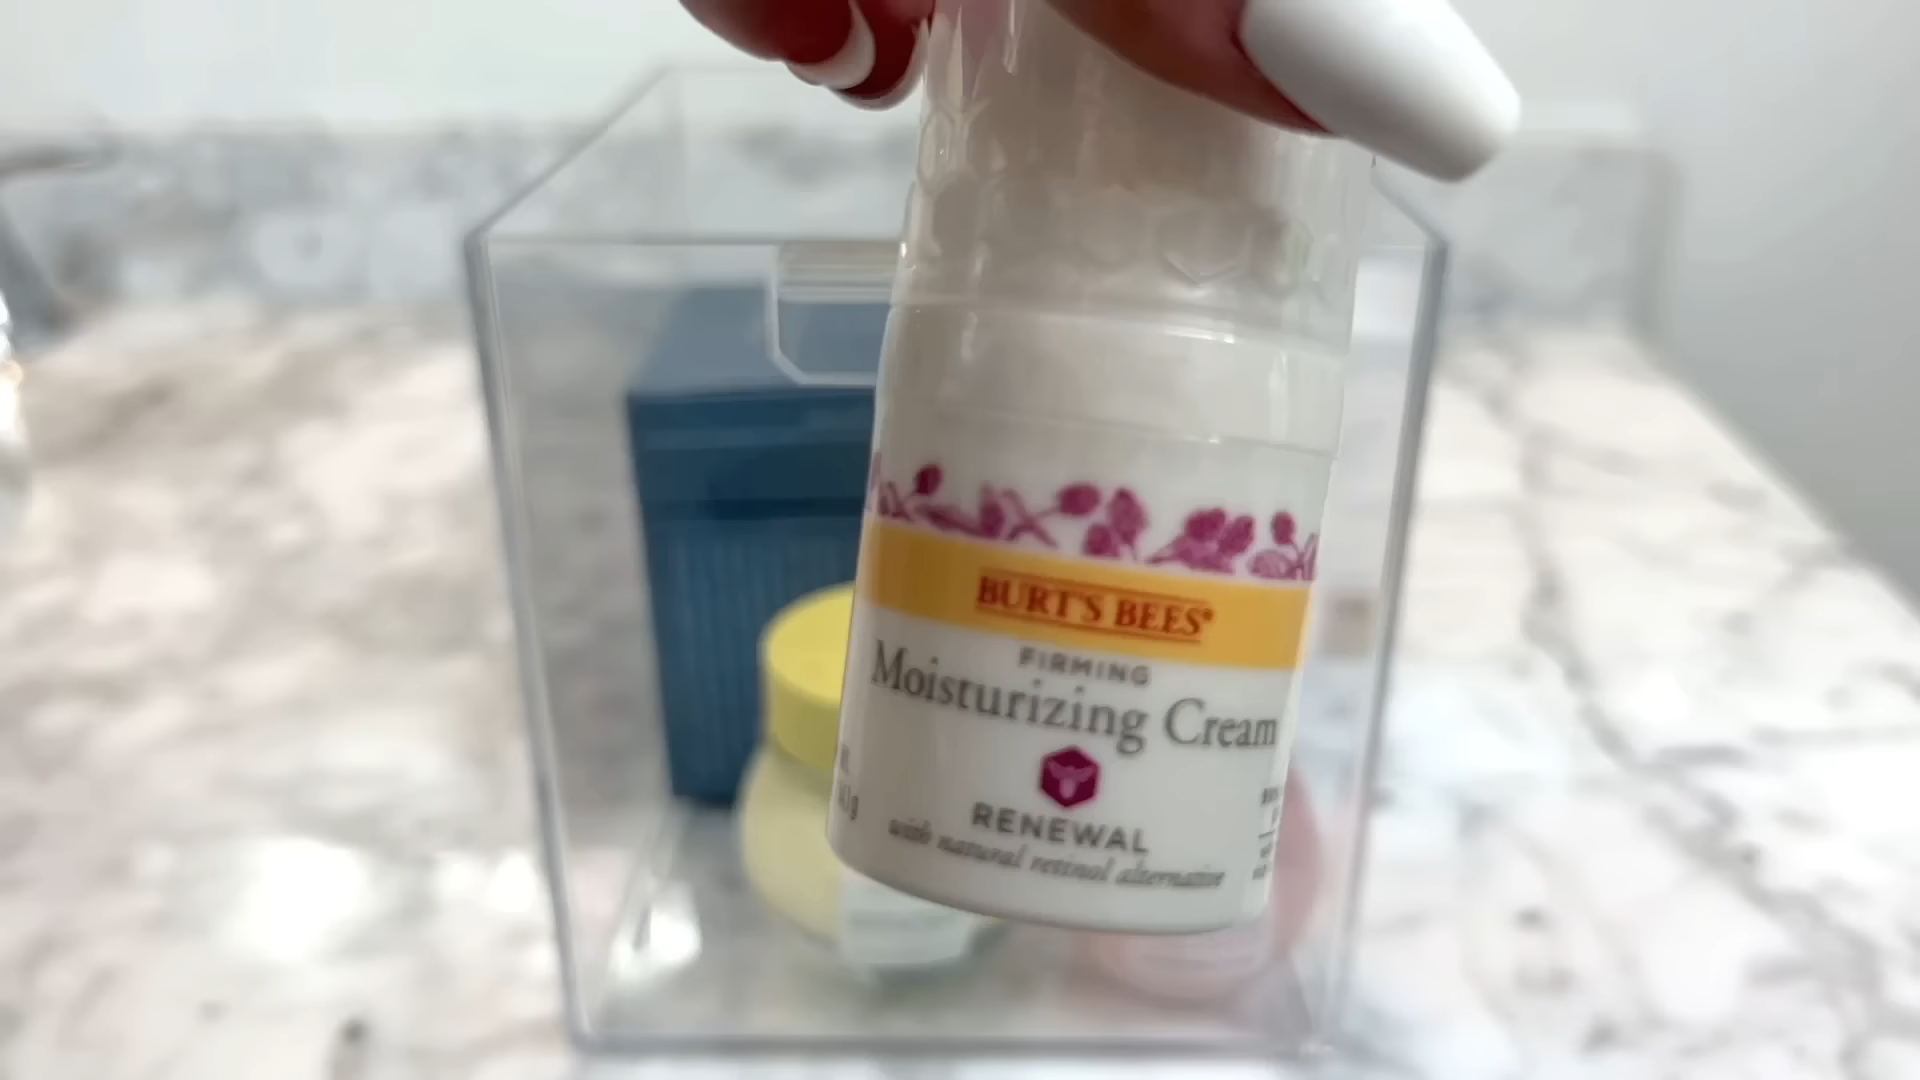 BURT'S BEES®
FIRMING
Moisturizing Cream
RENEWAL
with natural retinol alternative